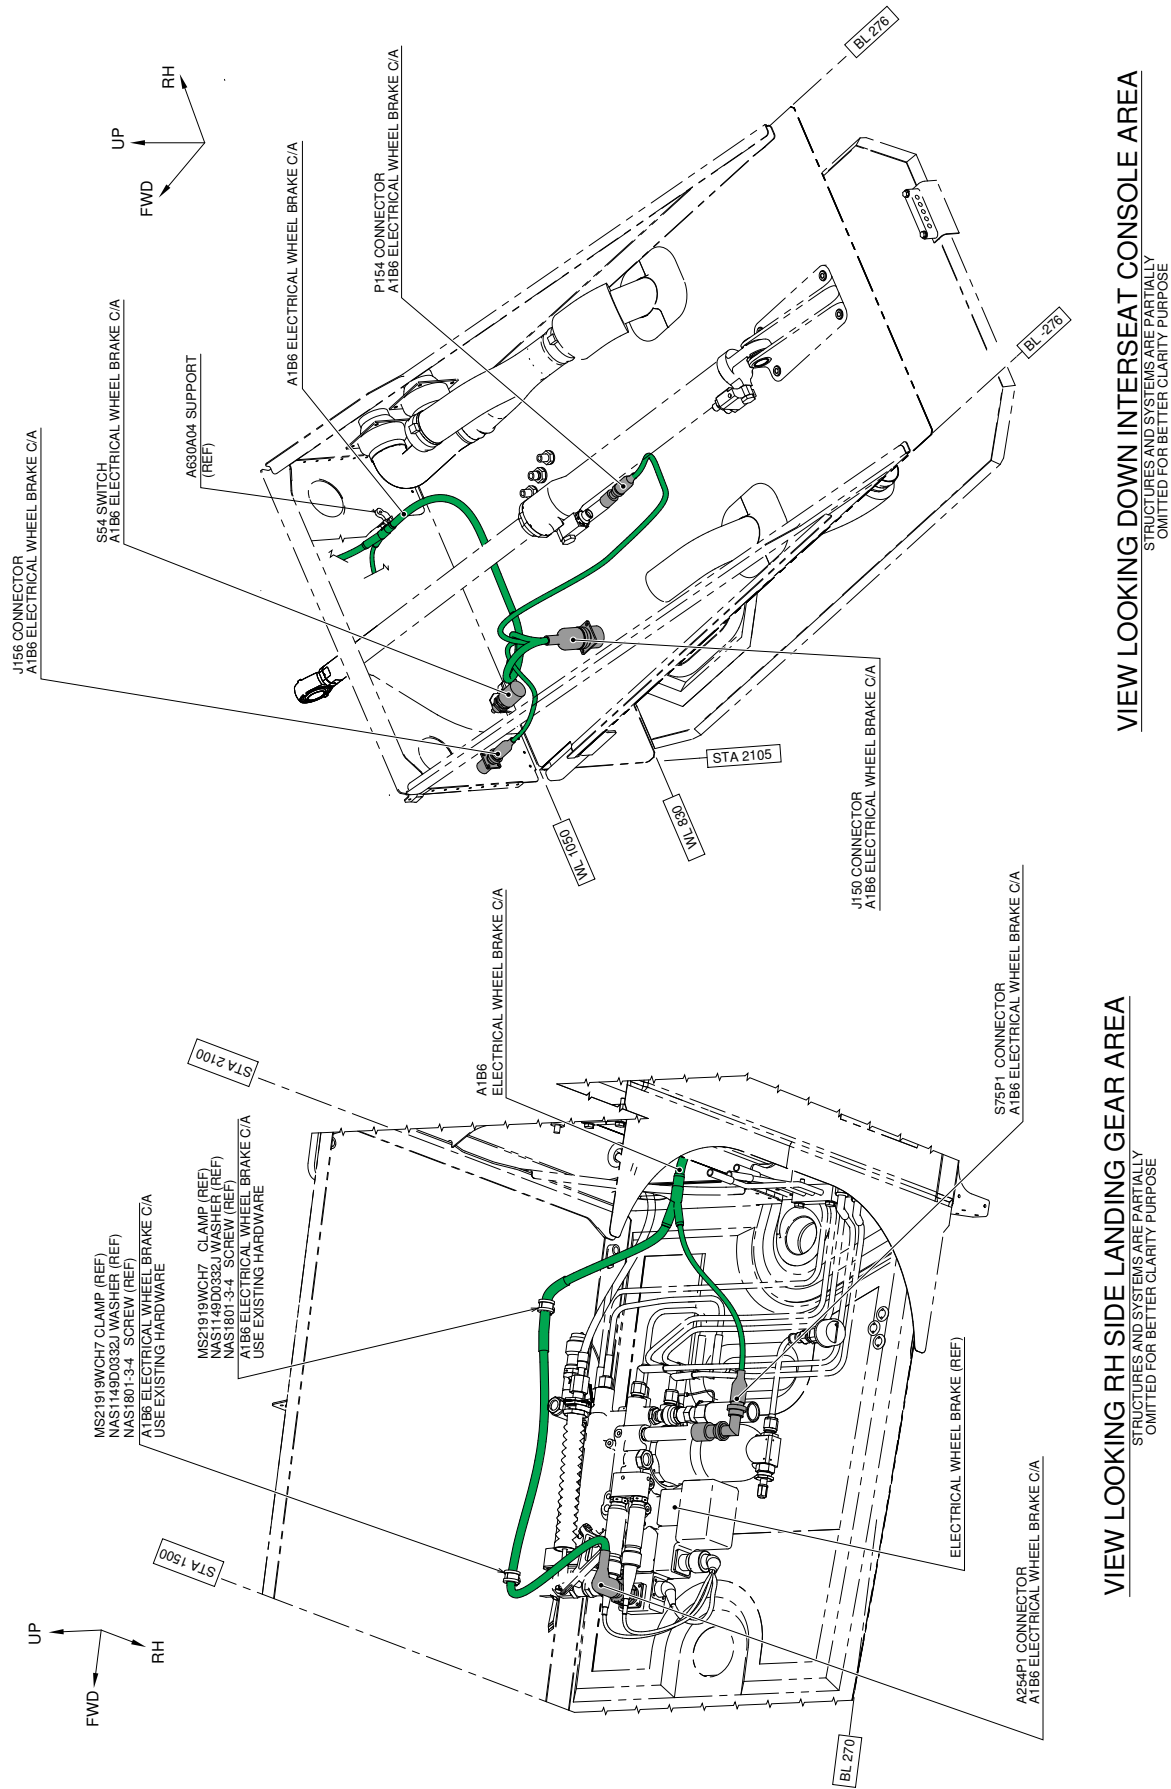 UP
FWD
RH
STA 1500
STA 2100
MS21919WCH7 CLAMP (REF)
NAS1149D0332J WASHER (REF)
NAS1801-3-4 SCREW (REF)
A1B6 ELECTRICAL WHEEL BRAKE C/A
USE EXISTING HARDWARE
MS21919WCH7 CLAMP (REF)
NAS1149D0332J WASHER (REF)
NAS1801-3-4 SCREW (REF)
A1B6 ELECTRICAL WHEEL BRAKE C/A
USE EXISTING HARDWARE
A1B6
ELECTRICAL WHEEL BRAKE C/A
BL 270
A254P1 CONNECTOR
A1B6 ELECTRICAL WHEEL BRAKE C/A
ELECTRICAL WHEEL BRAKE (REF
S75P1 CONNECTOR
A1B6 ELECTRICAL WHEEL BRAKE C/A
VIEW LOOKING RH SIDE LANDING GEAR AREA
STRUCTURES AND SYSTEMS ARE PARTIALLY
OMITTED FOR BETTER CLARITY PURPOSE
J156 CONNECTOR
A1B6 ELECTRICAL WHEEL BRAKE C/A
S54 SWITCH
A1B6 ELECTRICAL WHEEL BRAKE C/A
A630A04 SUPPORT
(REF)
A1B6 ELECTRICAL WHEEL BRAKE C/A
P154 CONNECTOR
A1B6 ELECTRICAL WHEEL BRAKE C/A
UP
FWD
RH
BL 276
BL -276
WL 1050
WL 830
STA 2105
J150 CONNECTOR
A1B6 ELECTRICAL WHEEL BRAKE C/A
VIEW LOOKING DOWN INTERSEAT CONSOLE AREA
STRUCTURES AND SYSTEMS ARE PARTIALLY
OMITTED FOR BETTER CLARITY PURPOSE